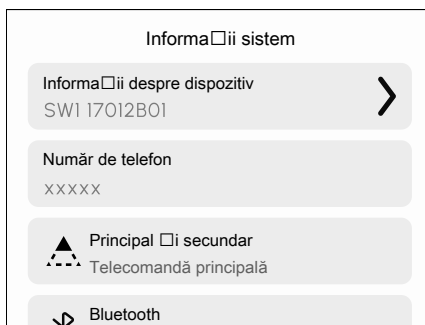 Informa□ii sistem
Informa□ii despre dispozitiv
SW1 17012B01
Număr de telefon
xxxxx
Principal □i secundar
Telecomandă principală
Bluetooth